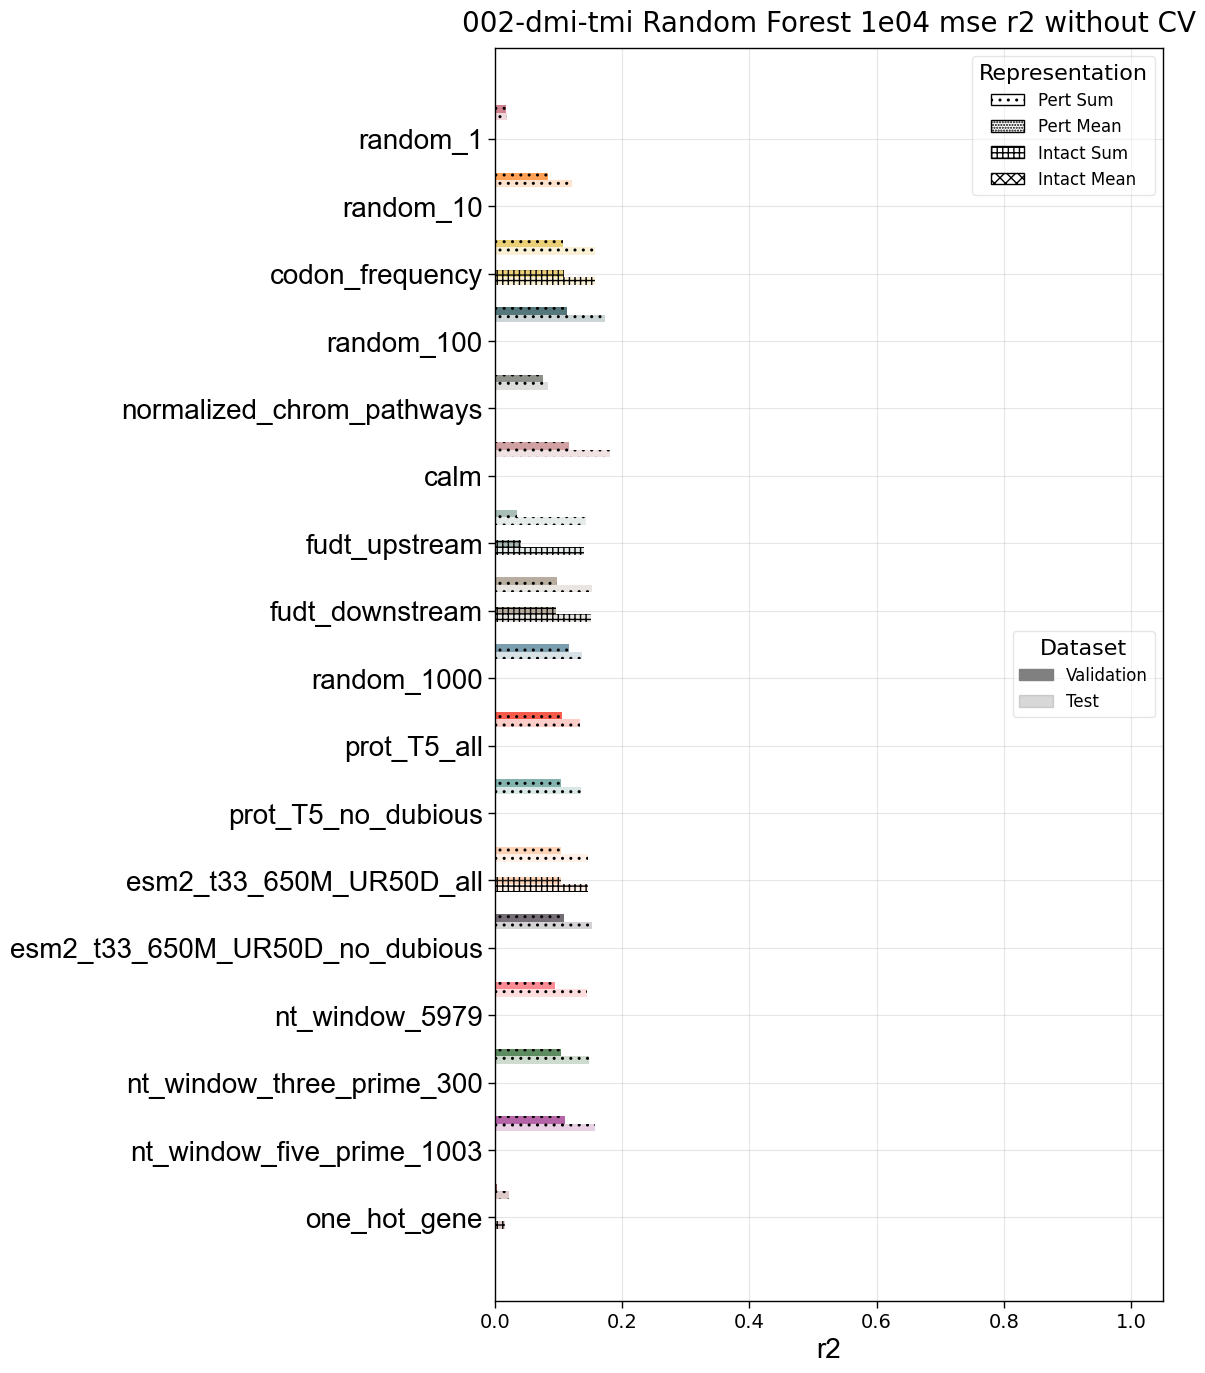 002-dmi-tmi Random Forest 1e04 mse r2 without CV
Representation
Pert Sum
Pert Mean
Intact Sum
Intact Mean
random_1
random_10
codon_frequency
random_100
normalized_chrom_pathways
calm
fudt_upstream
fudt_downstream
random_1000
prot_T5_all
prot_T5_no_dubious
esm2_t33_650M_UR50D_all
esm2_t33_650M_UR50D_no_dubious
nt_window_5979
nt_window_three_prime_300
nt_window_five_prime_1003
one_hot_gene
Dataset
Validation
Test
0.0 0.2 0.4 0.6 0.8 1.0
r2